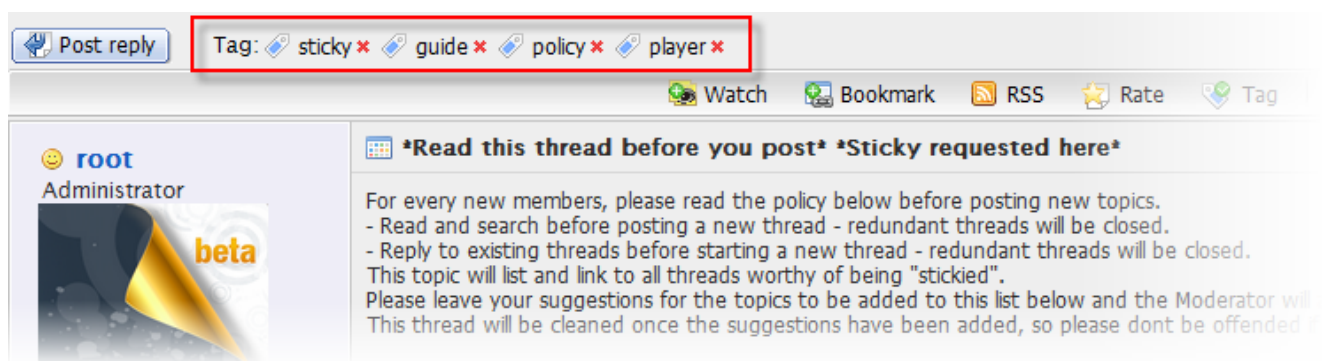 Post reply Tag: sticky guide policy player
Watch Bookmark RSS Rate Tag
root
Administrator
beta
*Read this thread before you post* *Sticky requested here*
For every new members, please read the policy below before posting new topics.
- Read and search before posting a new thread - redundant threads will be closed.
- Reply to existing threads before starting a new thread - redundant threads will be closed.
This topic will list and link to all threads worthy of being "stickied".
Please leave your suggestions for the topics to be added to this list below and the Moderator will
This thread will be cleaned once the suggestions have been added, so please dont be offended